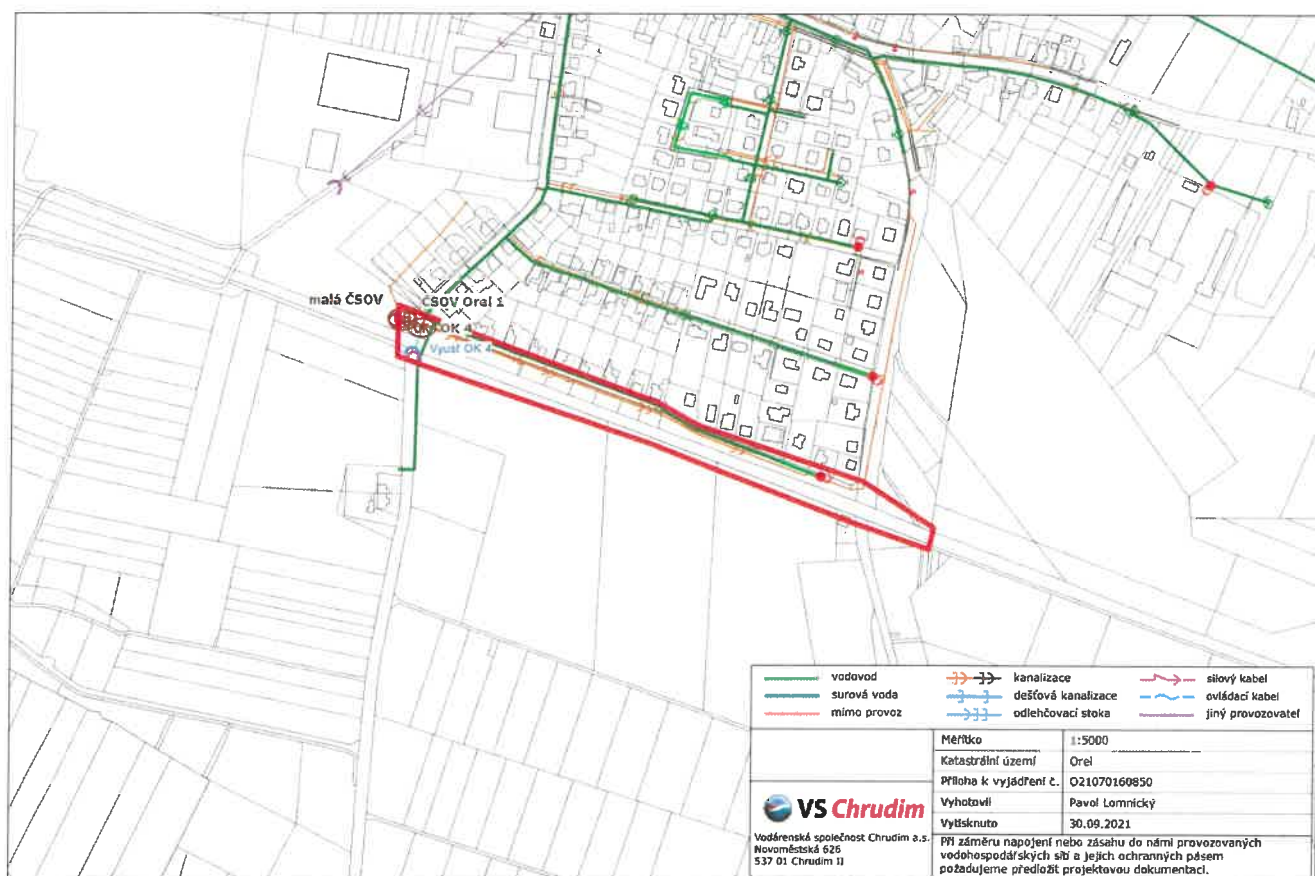 malá ČSOV
ČSOV Orel 1
OK 4
Vyúsť OK 4
vodovod
kanalizace
silový kabel
surová voda
dešťová kanalizace
ovládací kabel
mimo provoz
odlehčovací stoka
jiný provozovatel
Měřítko 1:5000
Katastrální území Orel
Příloha k vyjádření č. O21070160850
Vyhotovil Pavol Lomnický
Vytisknuto 30.09.2021
VS Chrudim
Vodárenská společnost Chrudim a.s.
Novoměstská 626
537 01 Chrudim II
Při záměru napojení nebo zásahu do námi provozovaných
vodohospodářských sítí a jejich ochranných pásem
požadujeme předložit projektovou dokumentaci.